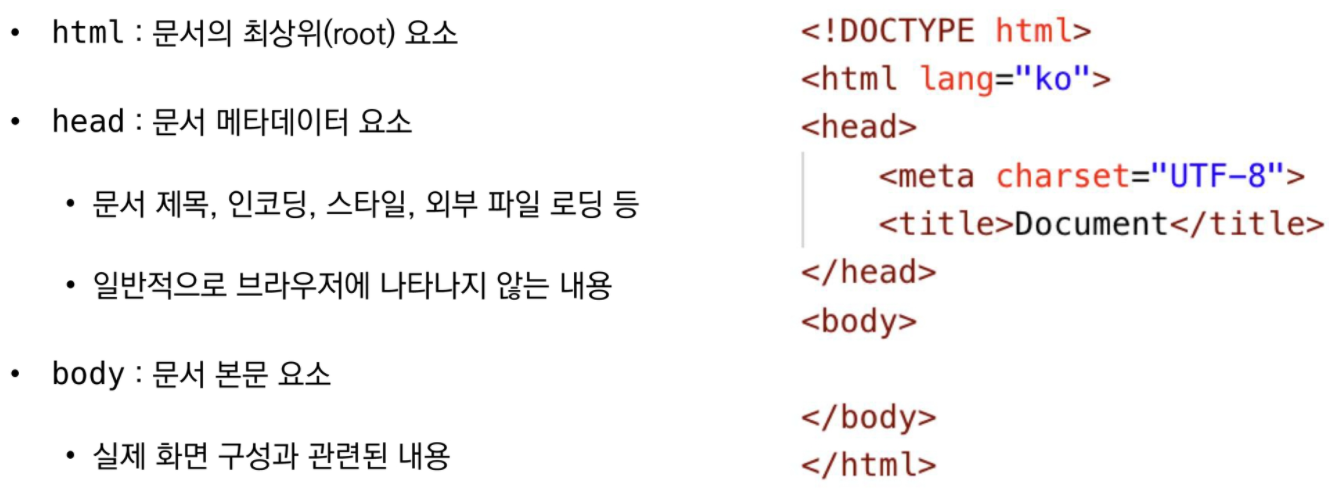 • html : 문서의 최상위(root) 요소
• head : 문서 메타데이터 요소
• 문서 제목, 인코딩, 스타일, 외부 파일 로딩 등
• 일반적으로 브라우저에 나타나지 않는 내용
• body : 문서 본문 요소
• 실제 화면 구성과 관련된 내용
<!DOCTYPE html>
<html lang="ko">
<head>
    <meta charset="UTF-8">
    <title>Document</title>
</head>
<body>
</body>
</html>